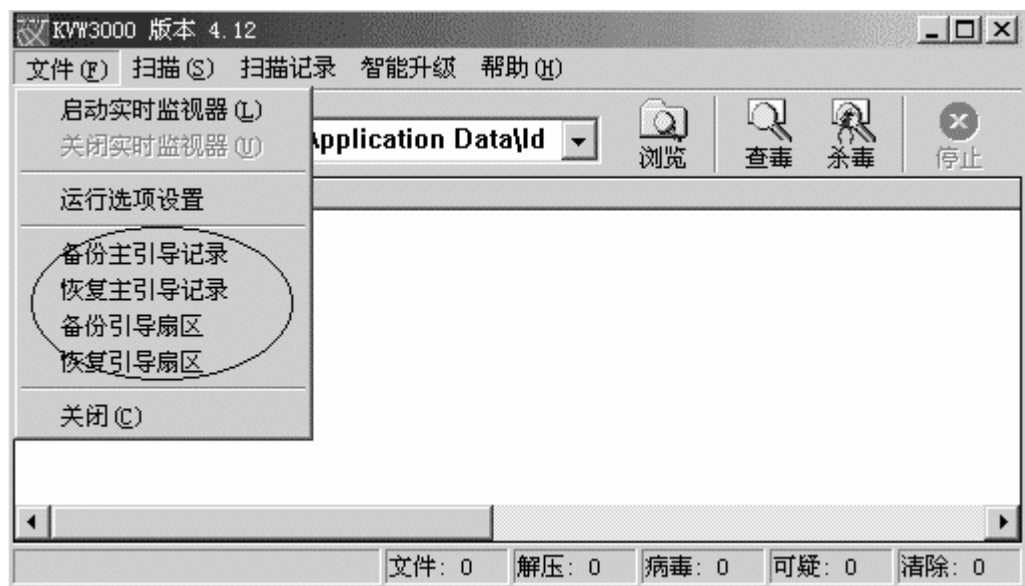 KVW3000 版本 4.12
文件(F) 扫描(S) 扫描记录 智能升级 帮助(H)
启动实时监视器(L)
关闭实时监视器(U)
\Application Data\Id
浏览 查毒 杀毒 停止
运行选项设置
备份主引导记录
恢复主引导记录
备份引导扇区
恢复引导扇区
关闭(C)
文件: 0 解压: 0 病毒: 0 可疑: 0 清除: 0